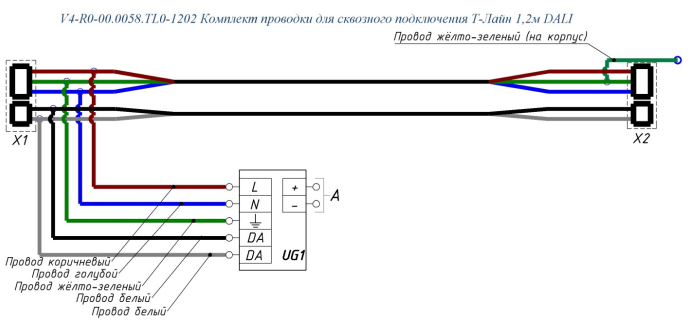 V4-R0-00.0058.TL0-1202 Комплект проводки для сквозного подключения Т-Лайн 1,2м DALI
Провод жёлто-зеленый (на корпус)
X1
X2
L
+
A
N
–
DA
DA
UG1
Провод коричневый
Провод голубой
Провод жёлто-зеленый
Провод белый
Провод белый